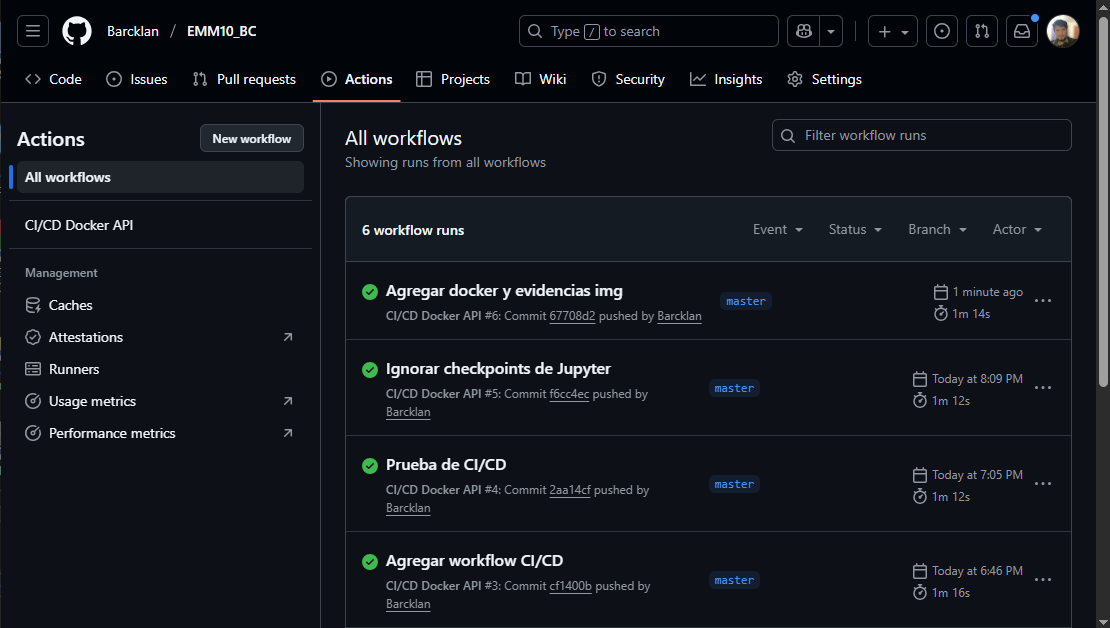 Barcklan / EMM10_BC
Type / to search
Code
Issues
Pull requests
Actions
Projects
Wiki
Security
Insights
Settings
Actions
New workflow
All workflows
CI/CD Docker API
Management
Caches
Attestations
Runners
Usage metrics
Performance metrics
All workflows
Showing runs from all workflows
Filter workflow runs
6 workflow runs
Event
Status
Branch
Actor
Agregar docker y evidencias img
CI/CD Docker API #6: Commit 67708d2 pushed by Barcklan
master
1 minute ago
1m 14s
Ignorar checkpoints de Jupyter
CI/CD Docker API #5: Commit f6cc4ec pushed by
Barcklan
master
Today at 8:09 PM
1m 12s
Prueba de CI/CD
CI/CD Docker API #4: Commit 2aa14cf pushed by
Barcklan
master
Today at 7:05 PM
1m 12s
Agregar workflow CI/CD
CI/CD Docker API #3: Commit cf1400b pushed by
Barcklan
master
Today at 6:46 PM
1m 16s